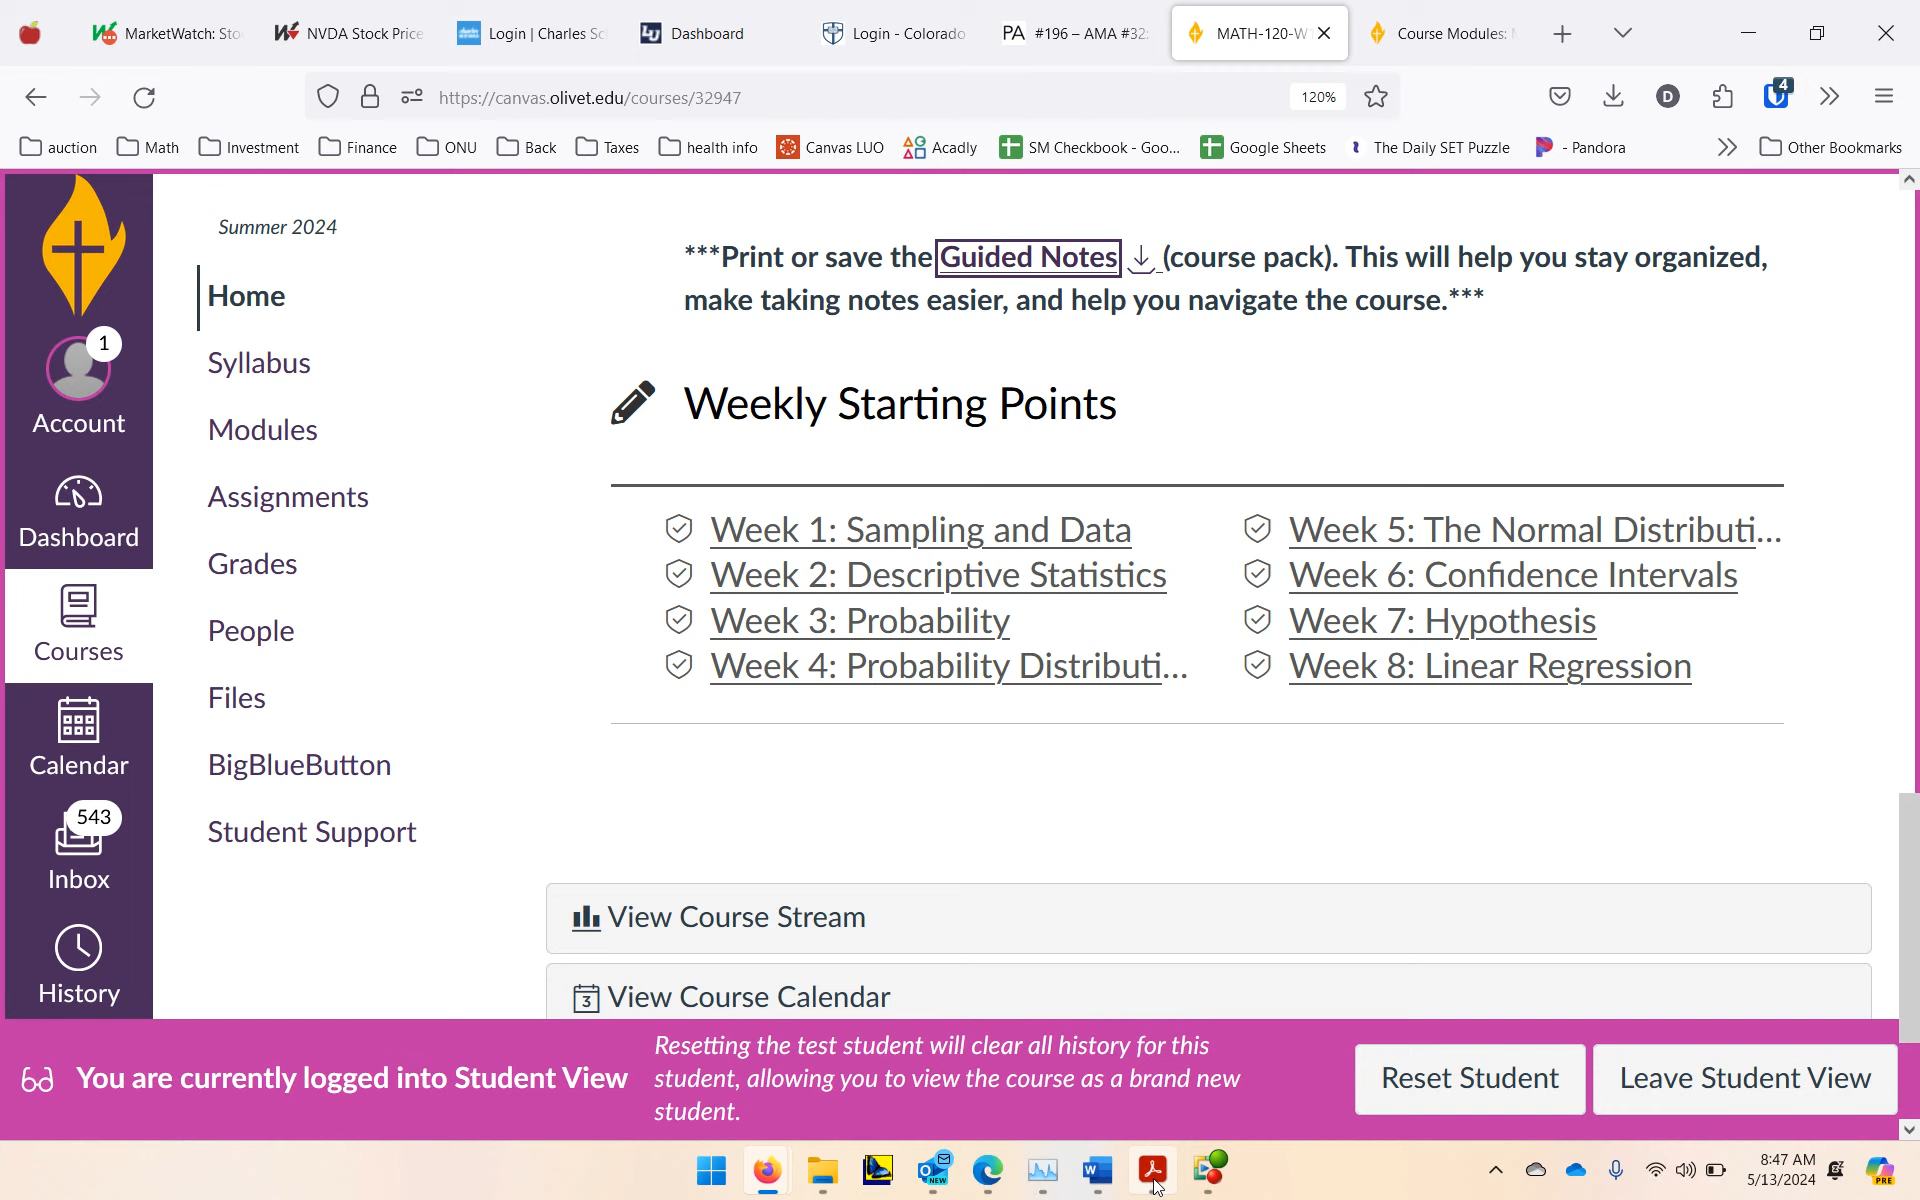 MarketWatch: Sto
NVDA Stock Price
Login | Charles Sc
LU Dashboard
Login - Colorado
PA #196 – AMA #32:
MATH-120-W
Course Modules: M
https://canvas.olivet.edu/courses/32947
120%
D
4
auction
Math
Investment
Finance
ONU
Back
Taxes
health info
Canvas LUO
Acadly
SM Checkbook - Goo...
Google Sheets
The Daily SET Puzzle
- Pandora
Other Bookmarks
1
Account
Dashboard
Courses
Calendar
543
Inbox
History
Summer 2024
Home
Syllabus
Modules
Assignments
Grades
People
Files
BigBlueButton
Student Support
***Print or save the Guided Notes (course pack). This will help you stay organized,
make taking notes easier, and help you navigate the course.***
Weekly Starting Points
Week 1: Sampling and Data
Week 2: Descriptive Statistics
Week 3: Probability
Week 4: Probability Distributi...
Week 5: The Normal Distributi...
Week 6: Confidence Intervals
Week 7: Hypothesis
Week 8: Linear Regression
View Course Stream
3 View Course Calendar
You are currently logged into Student View
Resetting the test student will clear all history for this
student, allowing you to view the course as a brand new
student.
Reset Student
Leave Student View
NEW
W
8:47 AM
5/13/2024
PRE